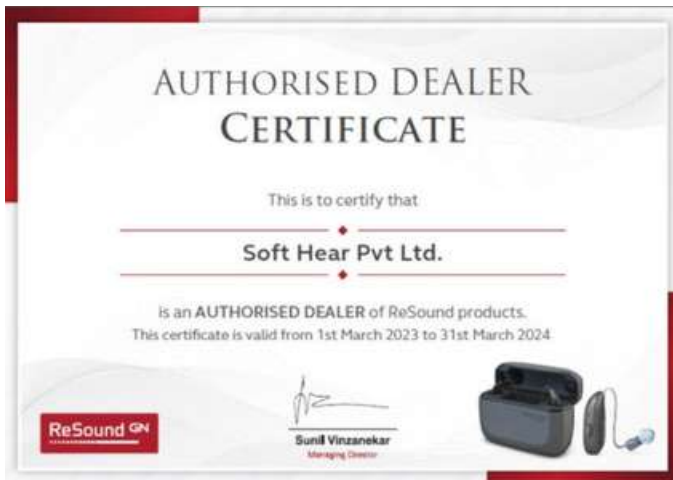 AUTHORISED DEALER
CERTIFICATE
This is to certify that
Soft Hear Pvt Ltd.
is an AUTHORISED DEALER of ReSound products.
This certificate is valid from 1st March 2023 to 31st March 2024
ReSound GN
Sunil Vinzanekar
Managing Director